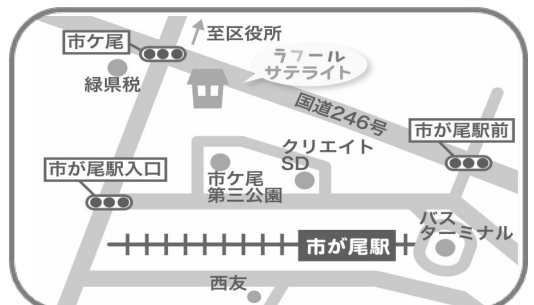 市ケ尾
至区役所
ラフール
サテライト
緑県税
国道246号
市が尾駅前
クリエイト
SD
市が尾駅入口
市ケ尾
第三公園
バス
ターミナル
市が尾駅
西友